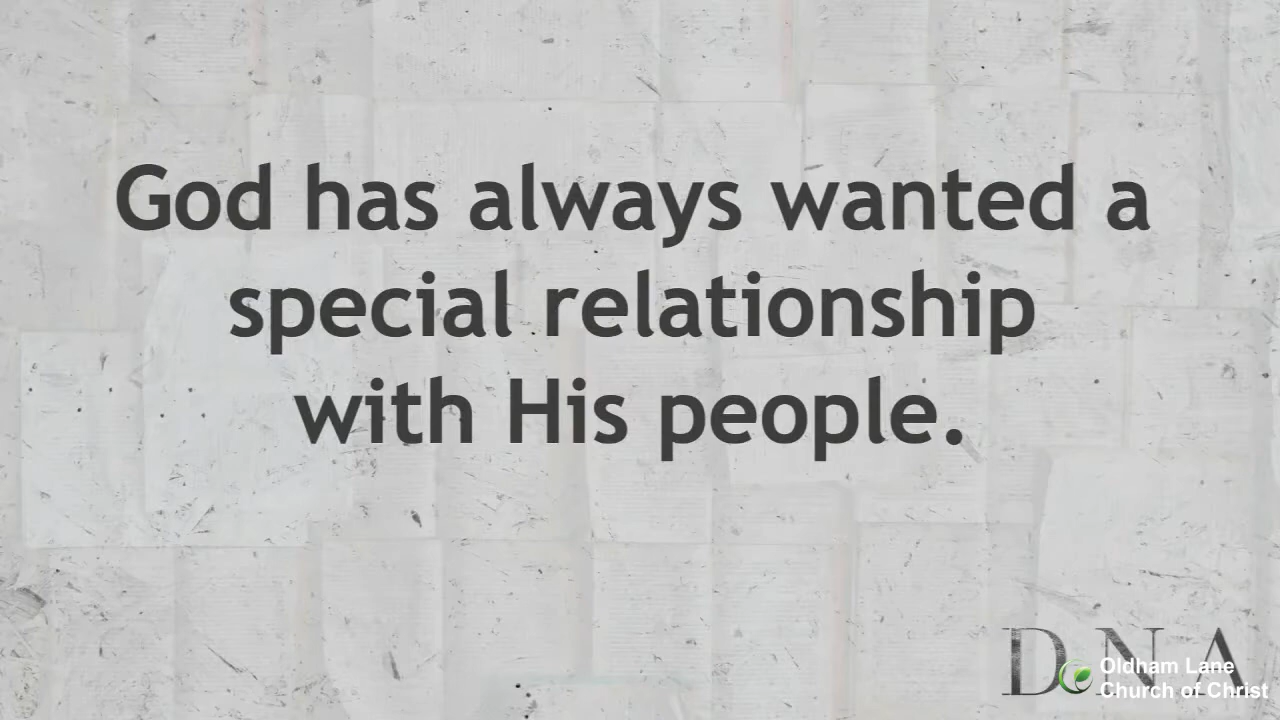 God has always wanted a
special relationship
with His people.
DNA
Oldham Lane
Church of Christ